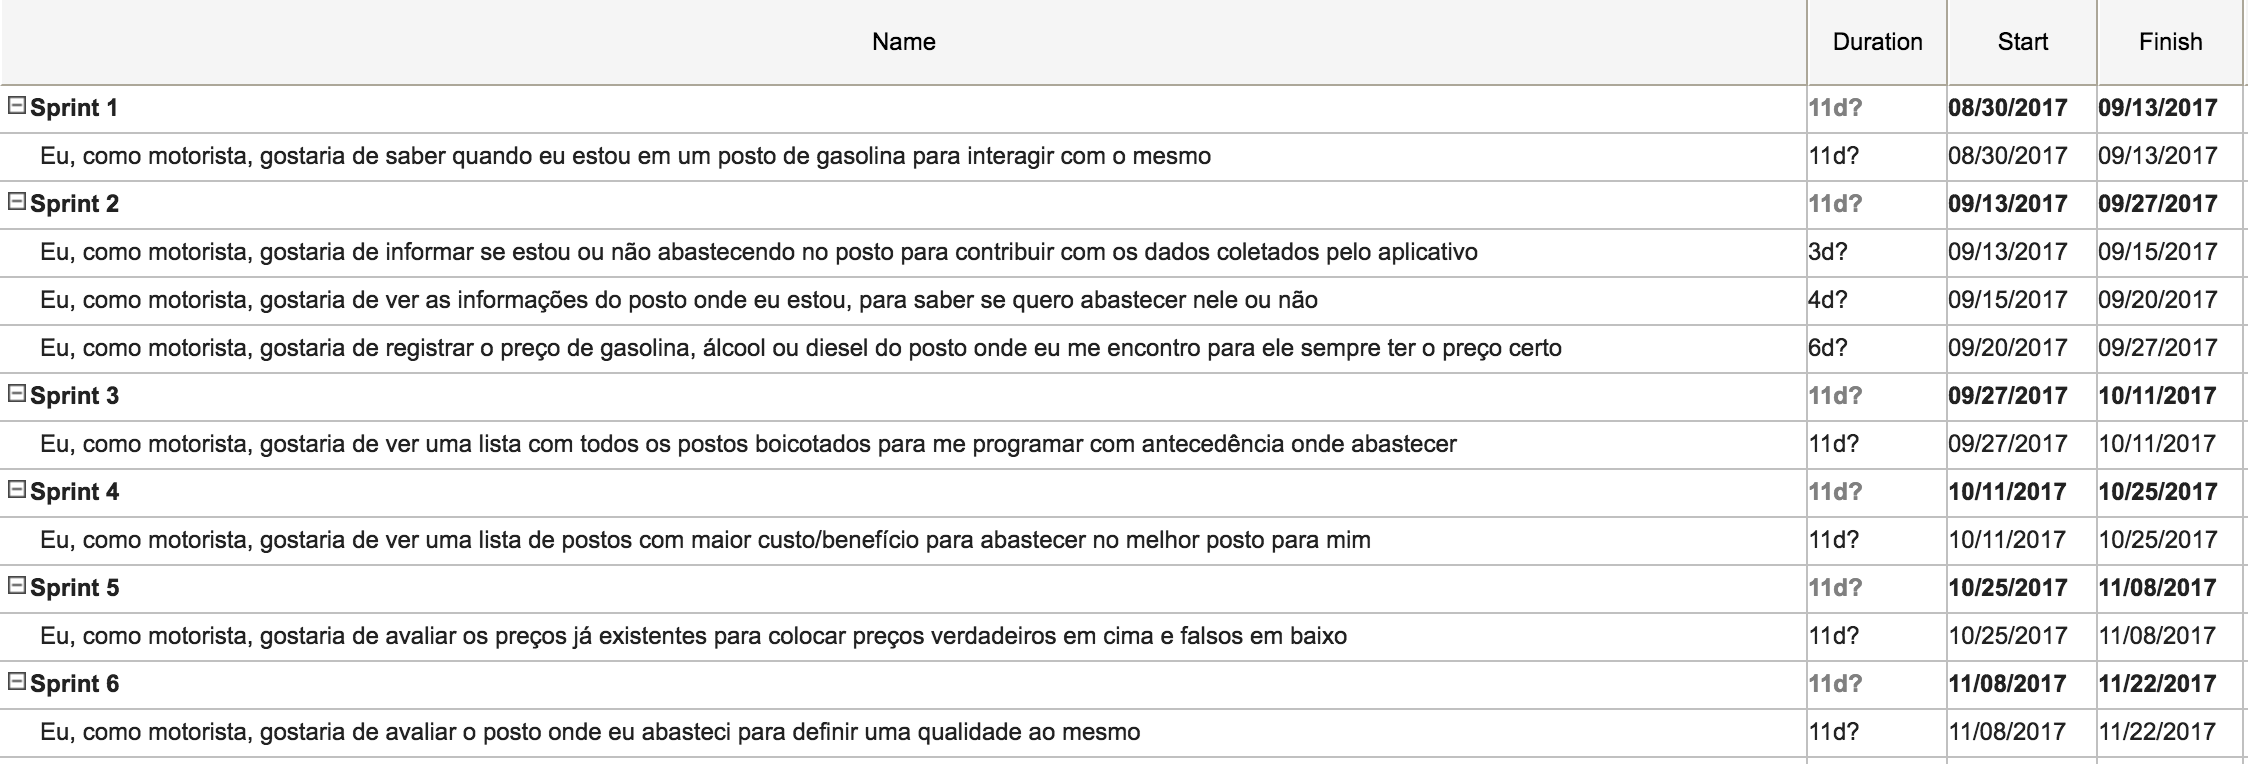 Name Duration Start Finish
Sprint 1 11d? 08/30/2017 09/13/2017
Eu, como motorista, gostaria de saber quando eu estou em um posto de gasolina para interagir com o mesmo 11d? 08/30/2017 09/13/2017
Sprint 2 11d? 09/13/2017 09/27/2017
Eu, como motorista, gostaria de informar se estou ou não abastecendo no posto para contribuir com os dados coletados pelo aplicativo 3d? 09/13/2017 09/15/2017
Eu, como motorista, gostaria de ver as informações do posto onde eu estou, para saber se quero abastecer nele ou não 4d? 09/15/2017 09/20/2017
Eu, como motorista, gostaria de registrar o preço de gasolina, álcool ou diesel do posto onde eu me encontro para ele sempre ter o preço certo 6d? 09/20/2017 09/27/2017
Sprint 3 11d? 09/27/2017 10/11/2017
Eu, como motorista, gostaria de ver uma lista com todos os postos boicotados para me programar com antecedência onde abastecer 11d? 09/27/2017 10/11/2017
Sprint 4 11d? 10/11/2017 10/25/2017
Eu, como motorista, gostaria de ver uma lista de postos com maior custo/benefício para abastecer no melhor posto para mim 11d? 10/11/2017 10/25/2017
Sprint 5 11d? 10/25/2017 11/08/2017
Eu, como motorista, gostaria de avaliar os preços já existentes para colocar preços verdadeiros em cima e falsos em baixo 11d? 10/25/2017 11/08/2017
Sprint 6 11d? 11/08/2017 11/22/2017
Eu, como motorista, gostaria de avaliar o posto onde eu abasteci para definir uma qualidade ao mesmo 11d? 11/08/2017 11/22/2017